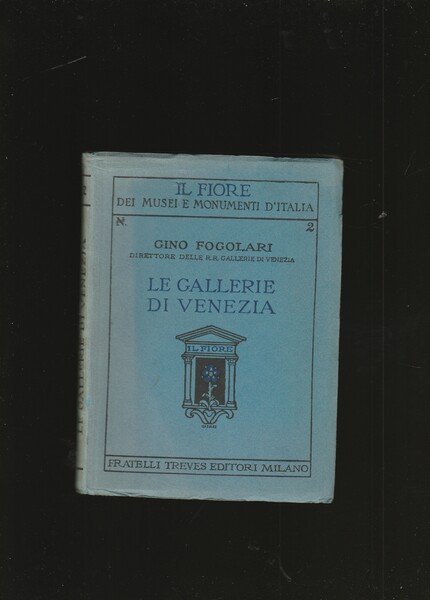 IL FIORE
DEI MUSEI E MONUMENTI D'ITALIA
N. 2
GINO FOGOLARI
DIRETTORE DELLE R.R. GALLERIE DI VENEZIA
LE GALLERIE
DI VENEZIA
IL FIORE
FRATELLI TREVES EDITORI MILANO
LE GALLERIE DI VENEZIA